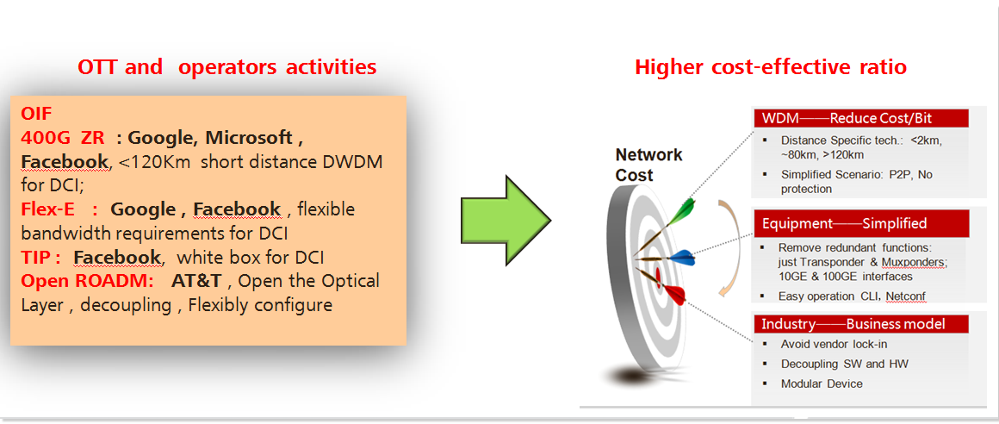 OTT and operators activities
OIF
400G ZR : Google, Microsoft ,
Facebook, <120Km short distance DWDM
for DCI;
Flex-E : Google , Facebook , flexible
bandwidth requirements for DCI
TIP : Facebook, white box for DCI
Open ROADM: AT&T , Open the Optical
Layer , decoupling , Flexibly configure
Higher cost-effective ratio
Network
Cost
WDM——Reduce Cost/Bit
▪ Distance Specific tech.: <2km,
~80km, >120km
▪ Simplified Scenario: P2P, No
protection
Equipment——Simplified
▪ Remove redundant functions:
just Transponder & Muxponders;
10GE & 100GE interfaces
▪ Easy operation CLI, Netconf
Industry——Business model
▪ Avoid vendor lock-in
▪ Decoupling SW and HW
▪ Modular Device